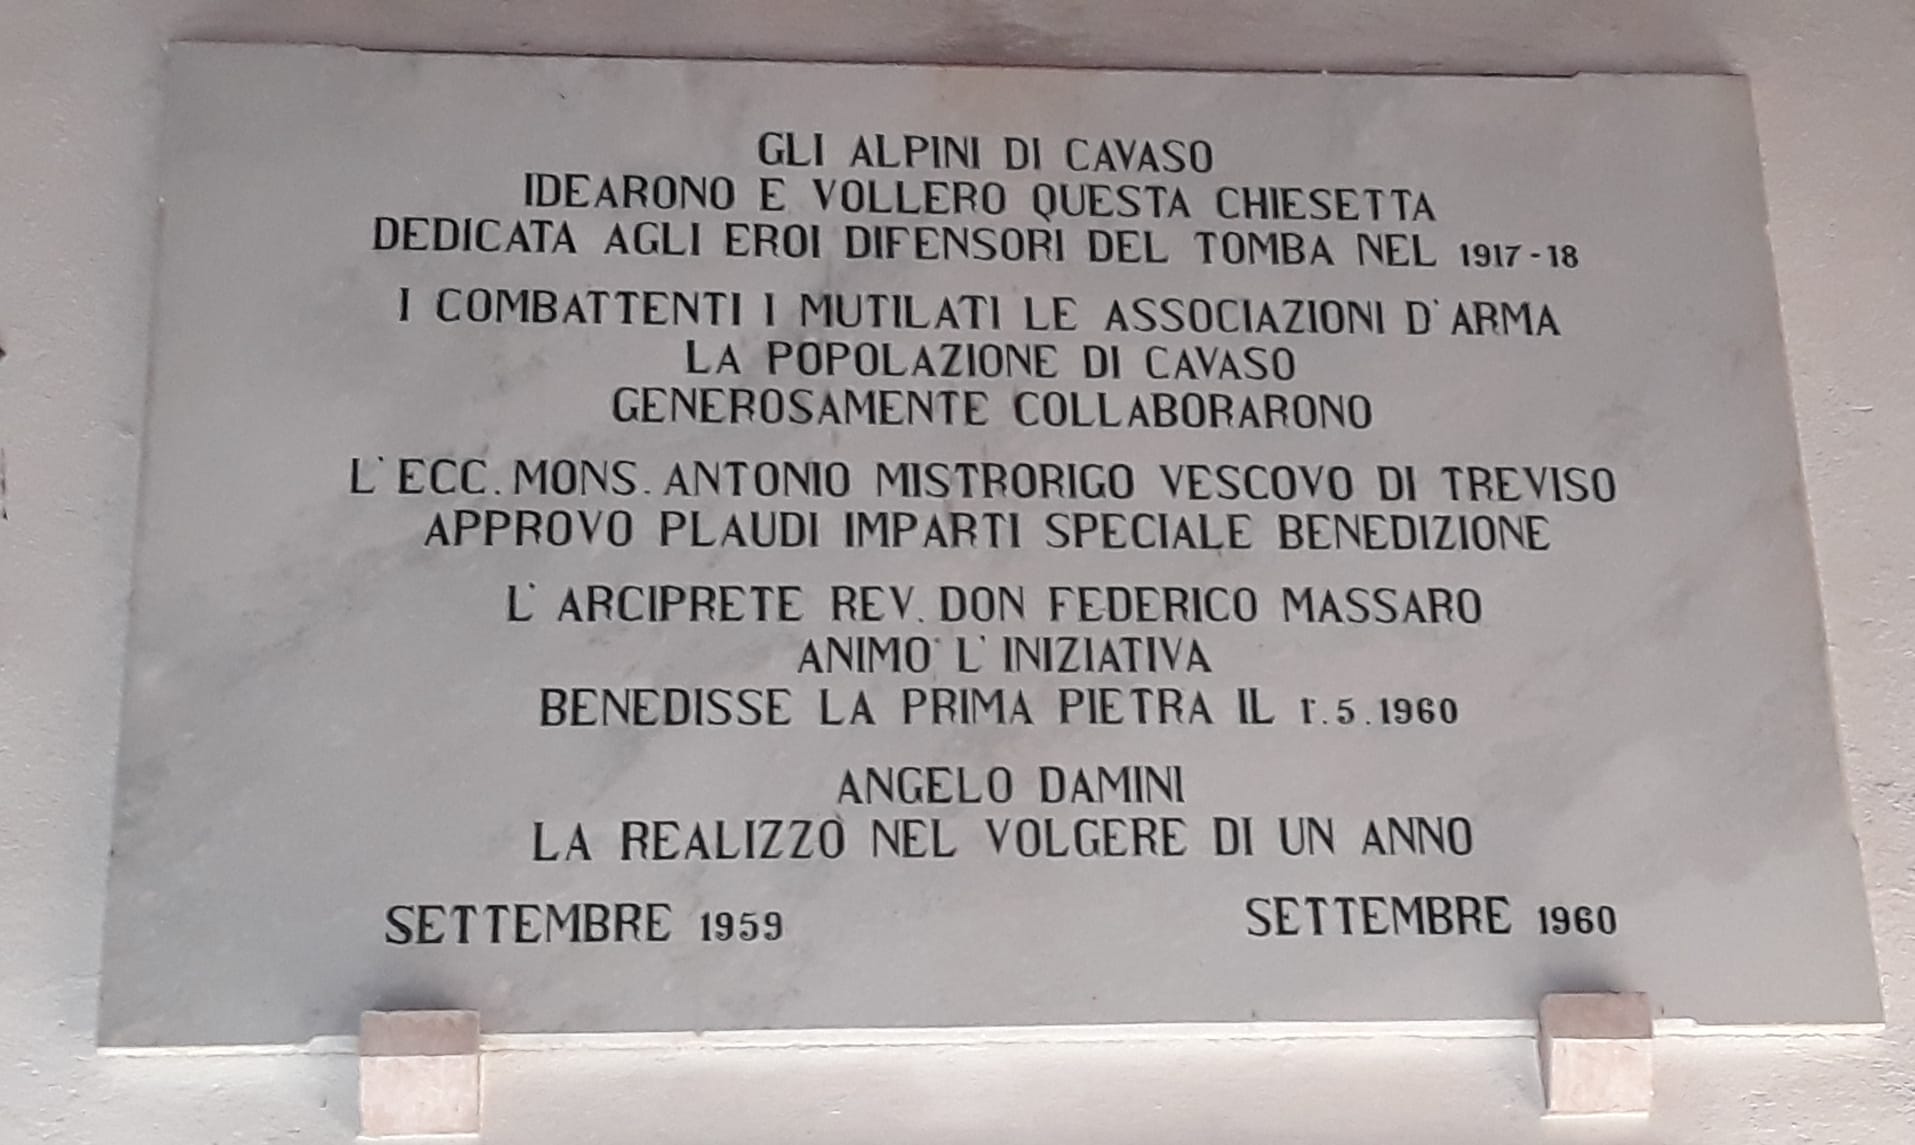 GLI ALPINI DI CAVASO
IDEARONO E VOLLERO QUESTA CHIESETTA
DEDICATA AGLI EROI DIFENSORI DEL TOMBA NEL 1917-18
I COMBATTENTI I MUTILATI LE ASSOCIAZIONI D'ARMA
LA POPOLAZIONE DI CAVASO
GENEROSAMENTE COLLABORARONO
L'ECC. MONS. ANTONIO MISTRORIGO VESCOVO DI TREVISO
APPROVO PLAUDI IMPARTI SPECIALE BENEDIZIONE
L'ARCIPRETE REV. DON FEDERICO MASSARO
ANIMO' L'INIZIATIVA
BENEDISSE LA PRIMA PIETRA IL 1°.5.1960
ANGELO DAMINI
LA REALIZZÒ NEL VOLGERE DI UN ANNO
SETTEMBRE 1959 SETTEMBRE 1960